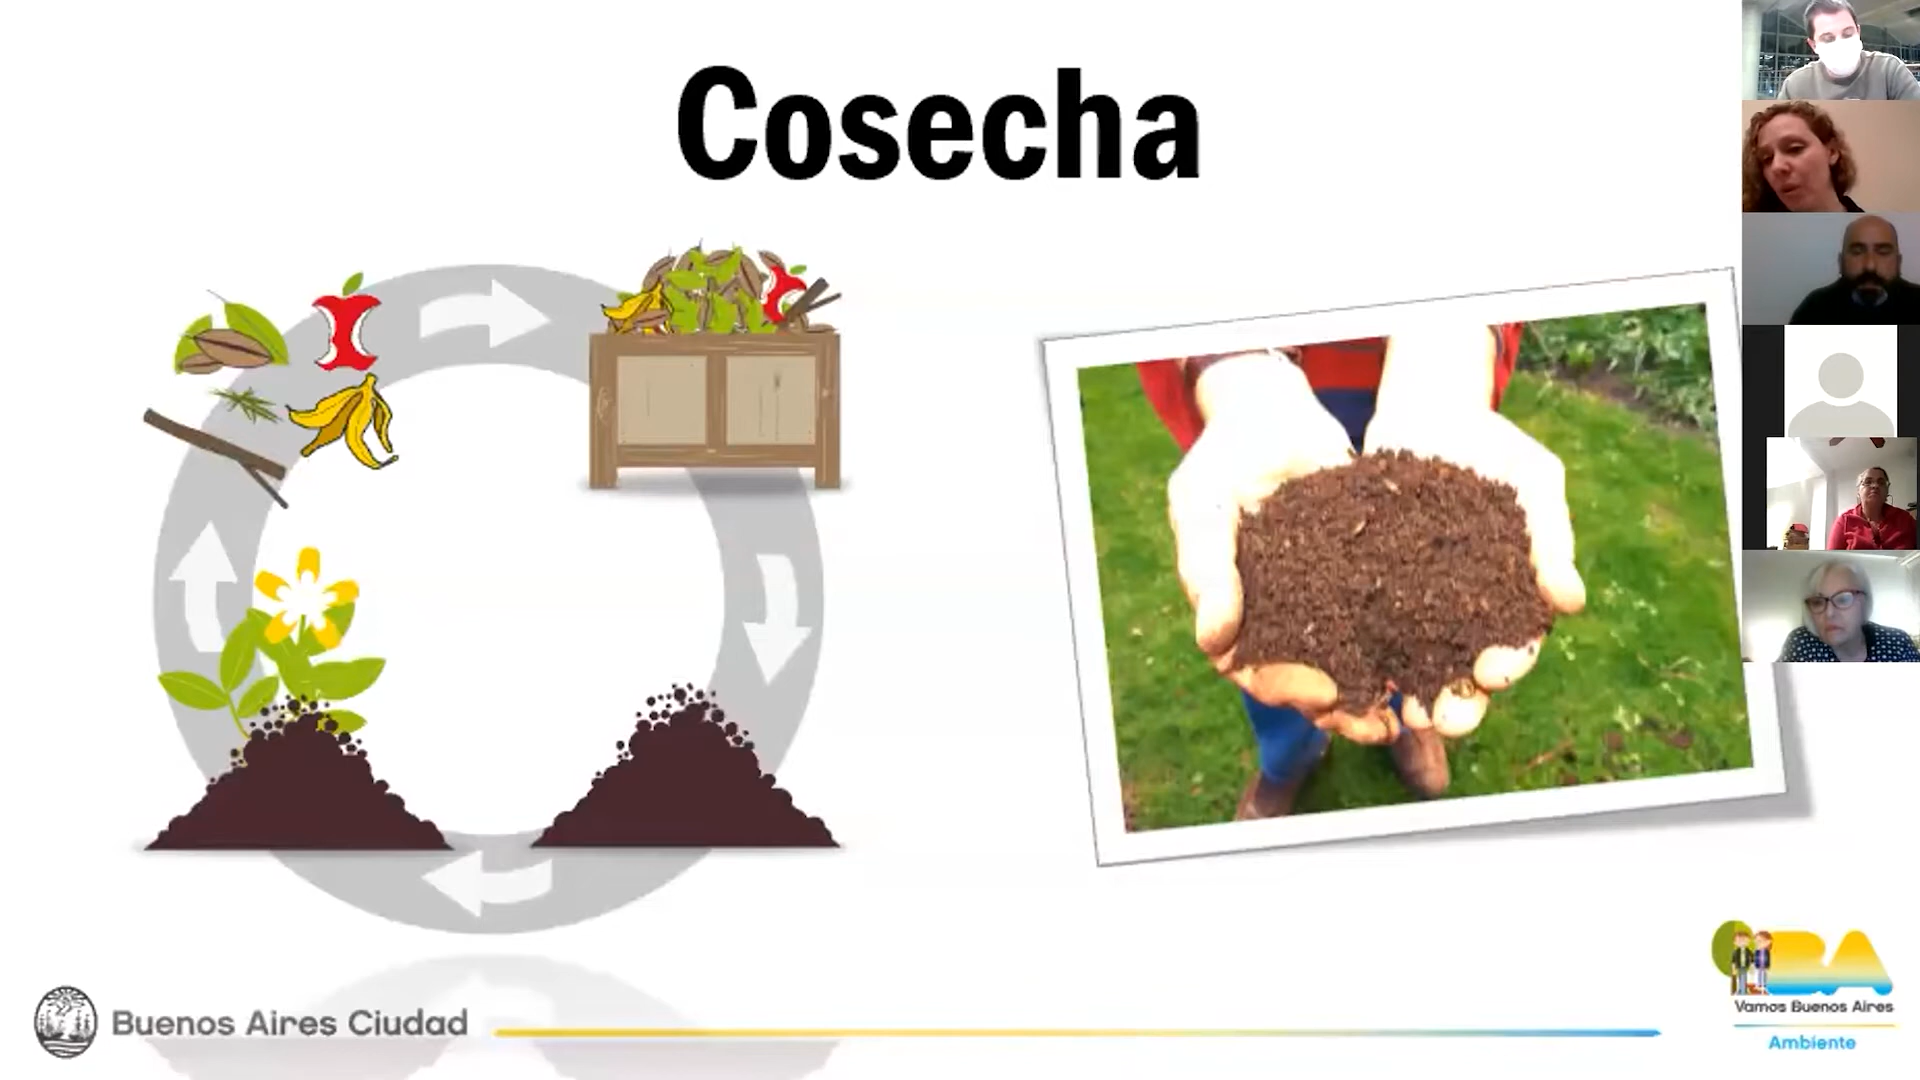 Cosecha
Buenos Aires Ciudad
BA
Vamos Buenos Aires
Ambiente